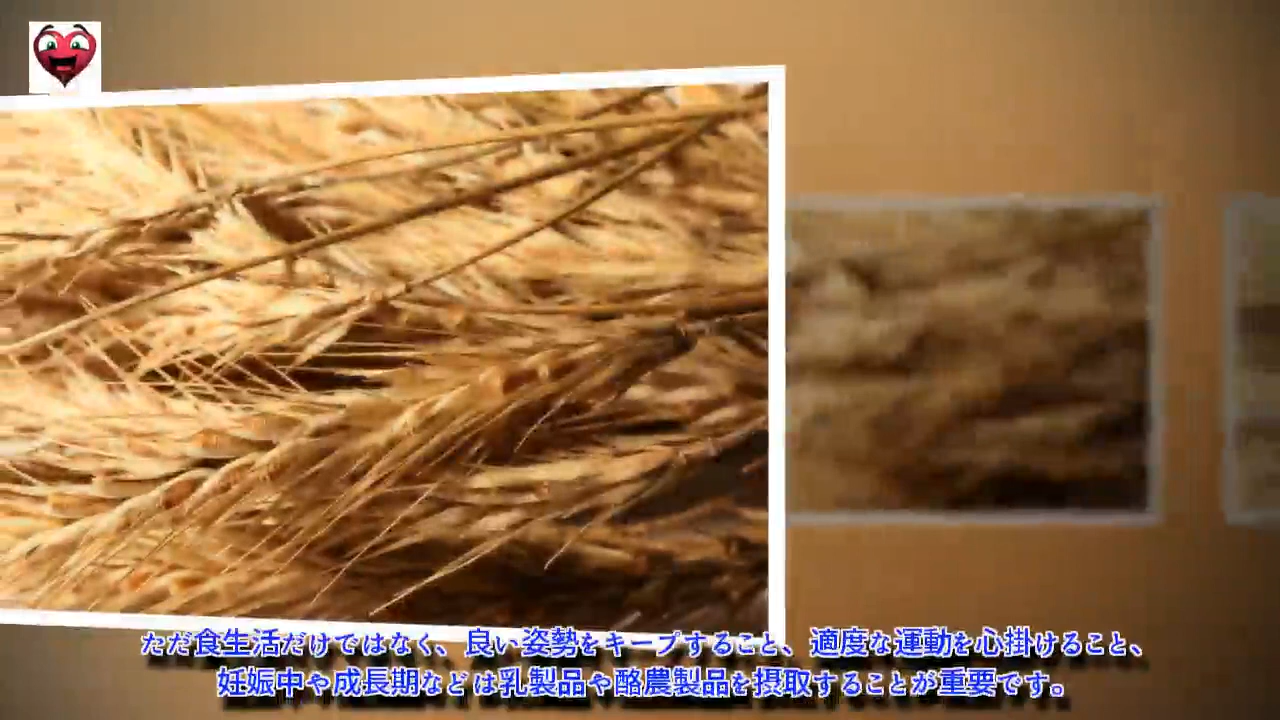 ただ食生活だけではなく、良い姿勢をキープすること、適度な運動を心掛けること、
妊娠中や成長期などは乳製品や酪農製品を摂取することが重要です。